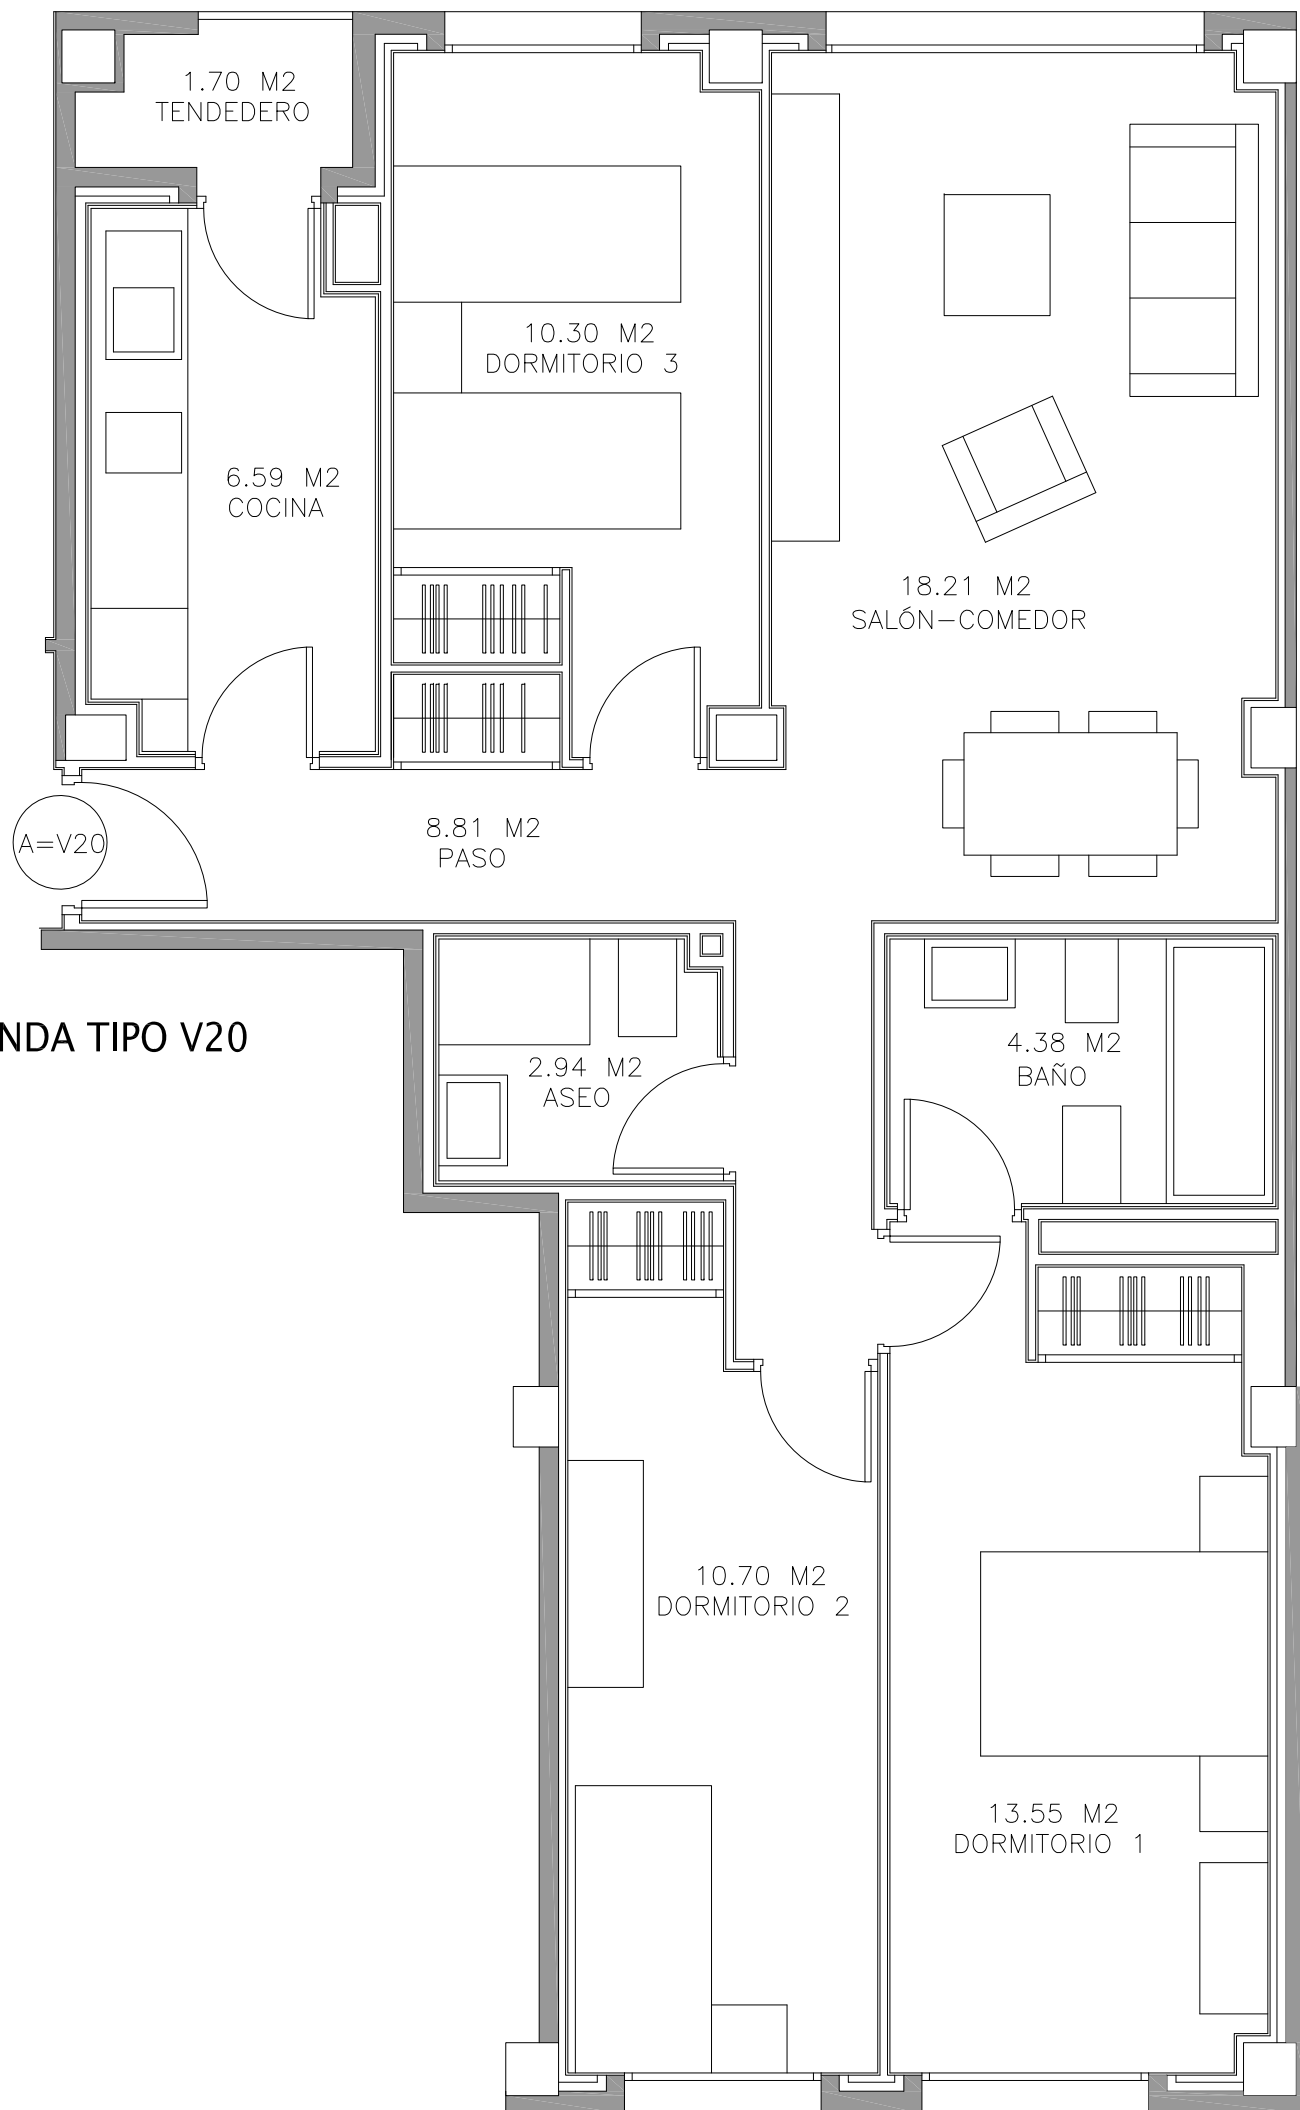 1.70 M2
TENDEDERO
10.30 M2
DORMITORIO 3
6.59 M2
COCINA
18.21 M2
SALÓN-COMEDOR
A=V20
8.81 M2
PASO
NDA TIPO V20
2.94 M2
ASEO
4.38 M2
BAÑO
10.70 M2
DORMITORIO 2
13.55 M2
DORMITORIO 1